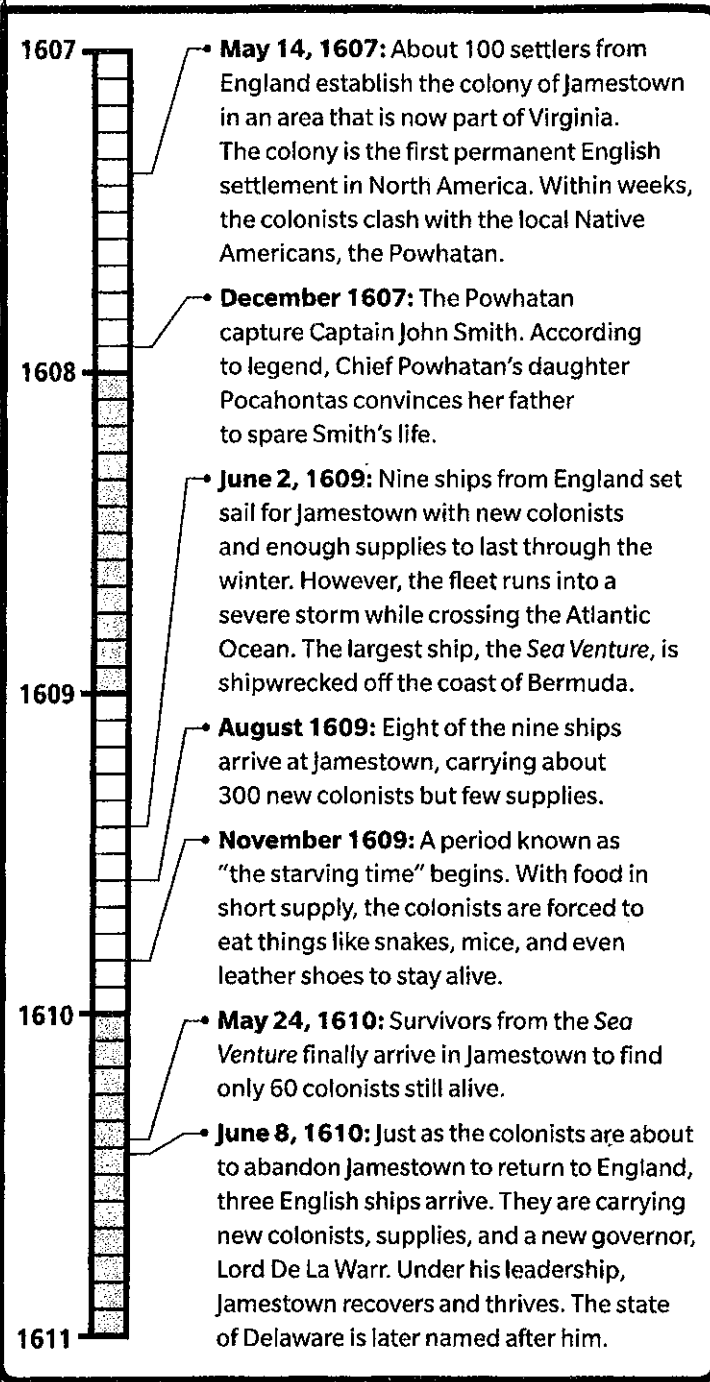 1607
May 14, 1607: About 100 settlers from
England establish the colony of Jamestown
in an area that is now part of Virginia.
The colony is the first permanent English
settlement in North America. Within weeks,
the colonists clash with the local Native
Americans, the Powhatan.
December 1607: The Powhatan
capture Captain John Smith. According
to legend, Chief Powhatan's daughter
Pocahontas convinces her father
to spare Smith's life.
1608
June 2, 1609: Nine ships from England set
sail for Jamestown with new colonists
and enough supplies to last through the
winter. However, the fleet runs into a
severe storm while crossing the Atlantic
Ocean. The largest ship, the Sea Venture, is
shipwrecked off the coast of Bermuda.
1609
August 1609: Eight of the nine ships
arrive at Jamestown, carrying about
300 new colonists but few supplies.
November 1609: A period known as
"the starving time" begins. With food in
short supply, the colonists are forced to
eat things like snakes, mice, and even
leather shoes to stay alive.
1610
May 24, 1610: Survivors from the Sea
Venture finally arrive in Jamestown to find
only 60 colonists still alive.
June 8, 1610: Just as the colonists are about
to abandon Jamestown to return to England,
three English ships arrive. They are carrying
new colonists, supplies, and a new governor,
Lord De La Warr. Under his leadership,
Jamestown recovers and thrives. The state
of Delaware is later named after him.
1611